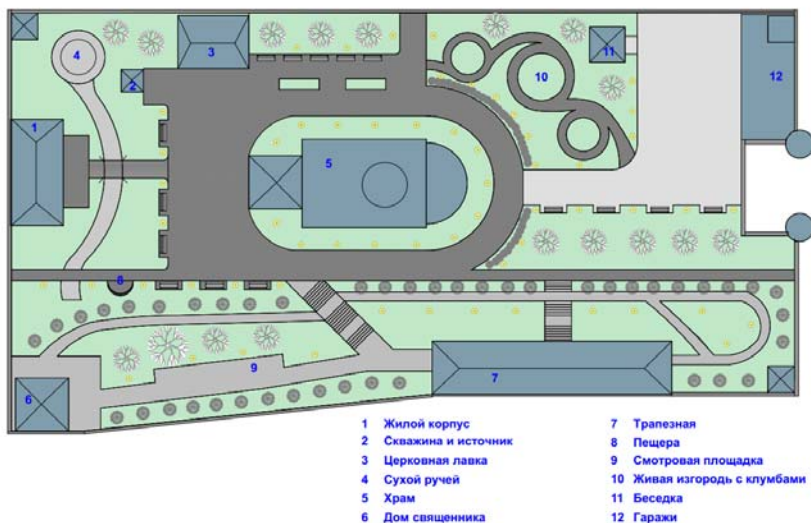 4
3
2
1
10
11
12
5
8
9
7
6
1 Жилой корпус
2 Скважина и источник
3 Церковная лавка
4 Сухой ручей
5 Храм
6 Дом священника
7 Трапезная
8 Пещера
9 Смотровая площадка
10 Живая изгородь с клумбами
11 Беседка
12 Гаражи